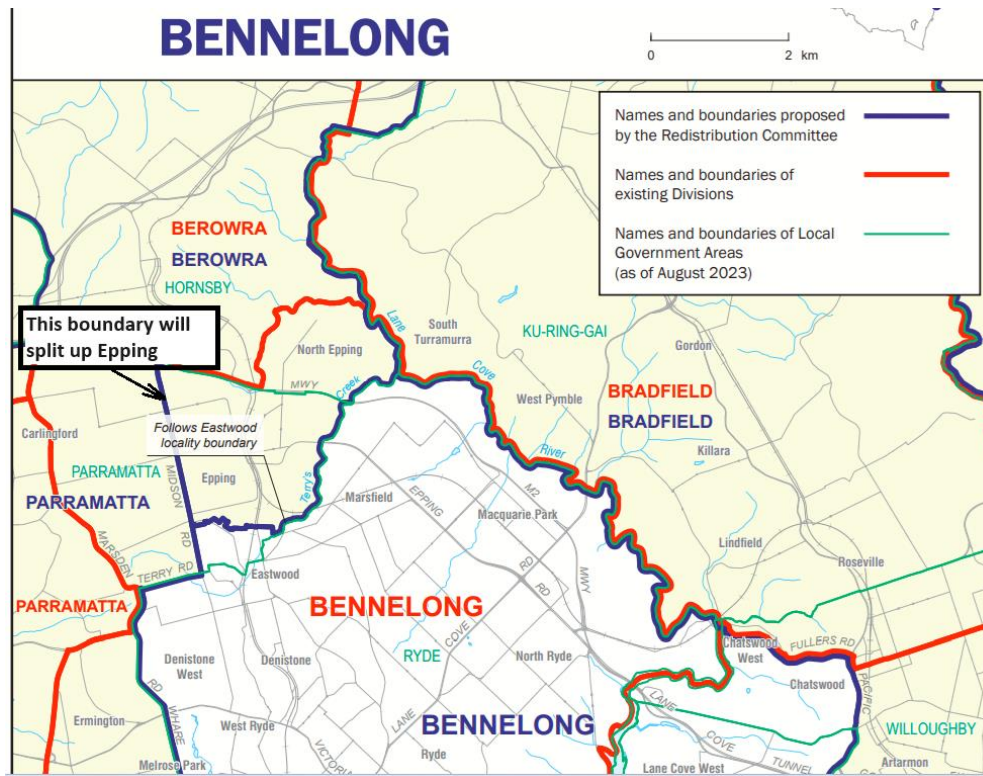 BENNELONG
0 2 km
Names and boundaries proposed
by the Redistribution Committee
Names and boundaries of
existing Divisions
Names and boundaries of Local
Government Areas
(as of August 2023)
BEROWRA
BEROWRA
HORNSBY
This boundary will
split up Epping
North Epping
Lane
South
Turramurra
KU-RING-GAI
Gordon
MWY
Creek
Cove
West Pymble
BRADFIELD
BRADFIELD
Carlingford
Follows Eastwood
locality boundary
River
Killara
PARRAMATTA
PARRAMATTA
MIDSON
RD
Epping
Terry's
Marsfield
EPPING
RD
Macquarie Park
M2
MWY
Lindfield
Roseville
MARSDEN
RD
TERRY RD
Eastwood
PARRAMATTA
BENNELONG
RD
Chatswood
West
FULLERS RD
Denistone
West
Denistone
RYDE
COVE
North Ryde
Chatswood
PACIFIC
Ermington
WHARF
West Ryde
LANE
BENNELONG
LANE
COVE
TUNNEL
WILLOUGHBY
Melrose Park
VICTORIA
Ryde
Lane Cove West
Artarmon